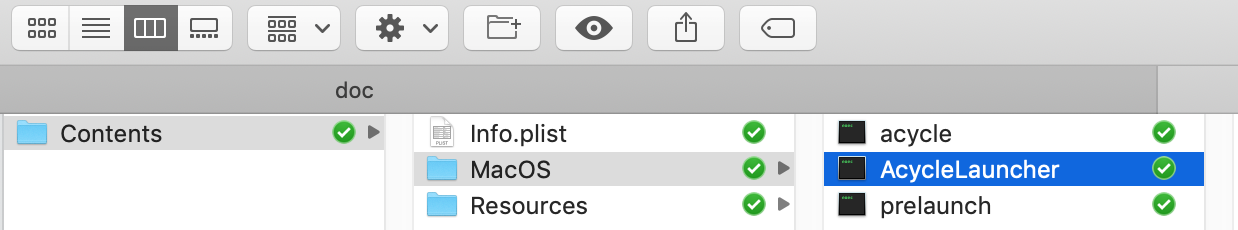 doc
Contents
Info.plist
MacOS
Resources
acycle
AcycleLauncher
prelaunch